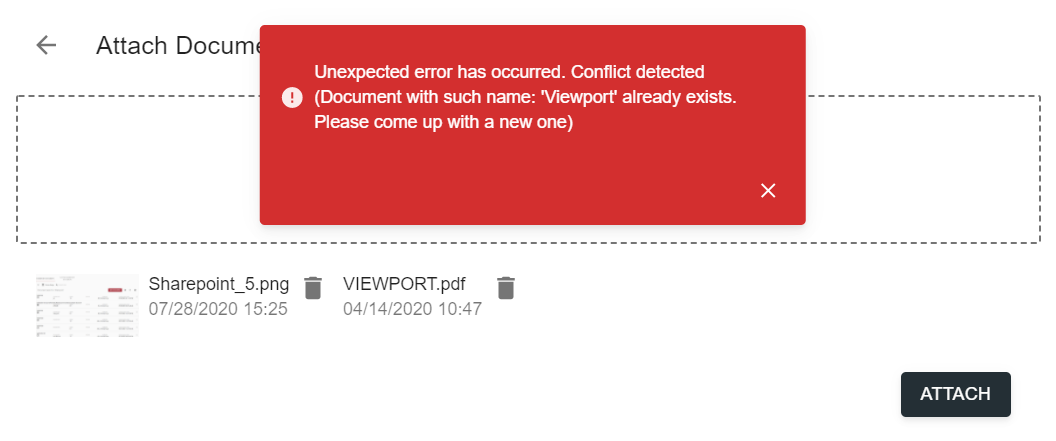 Attach Docume
Unexpected error has occurred. Conflict detected
(Document with such name: 'Viewport' already exists.
Please come up with a new one)
Sharepoint_5.png
07/28/2020 15:25
VIEWPORT.pdf
04/14/2020 10:47
ATTACH